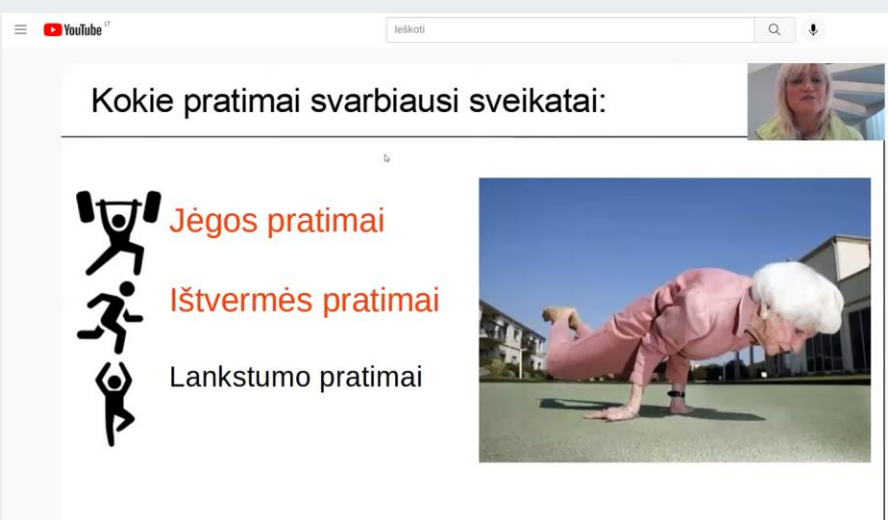 YouTube LT
Ieškoti
Kokie pratimai svarbiausi sveikatai:
Jėgos pratimai
Ištvermės pratimai
Lankstumo pratimai